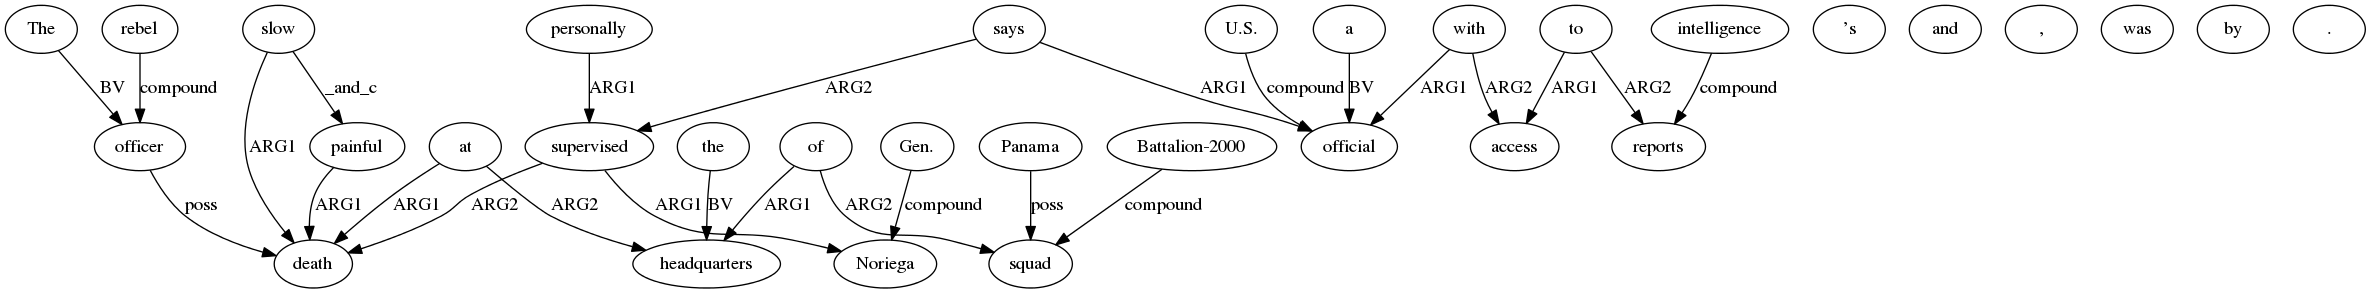 The rebel slow personally says U.S. a with to intelligence 's and , was by .
BV compound _and_c ARG1 ARG2 ARG1 compound BV ARG1 ARG2 ARG1 ARG2 compound
officer painful at supervised the of Gen. Panama Battalion-2000 official access reports
poss ARG1 ARG1 ARG1 ARG2 ARG2 ARG1 BV ARG1 ARG2 compound poss compound
death headquarters Noriega squad